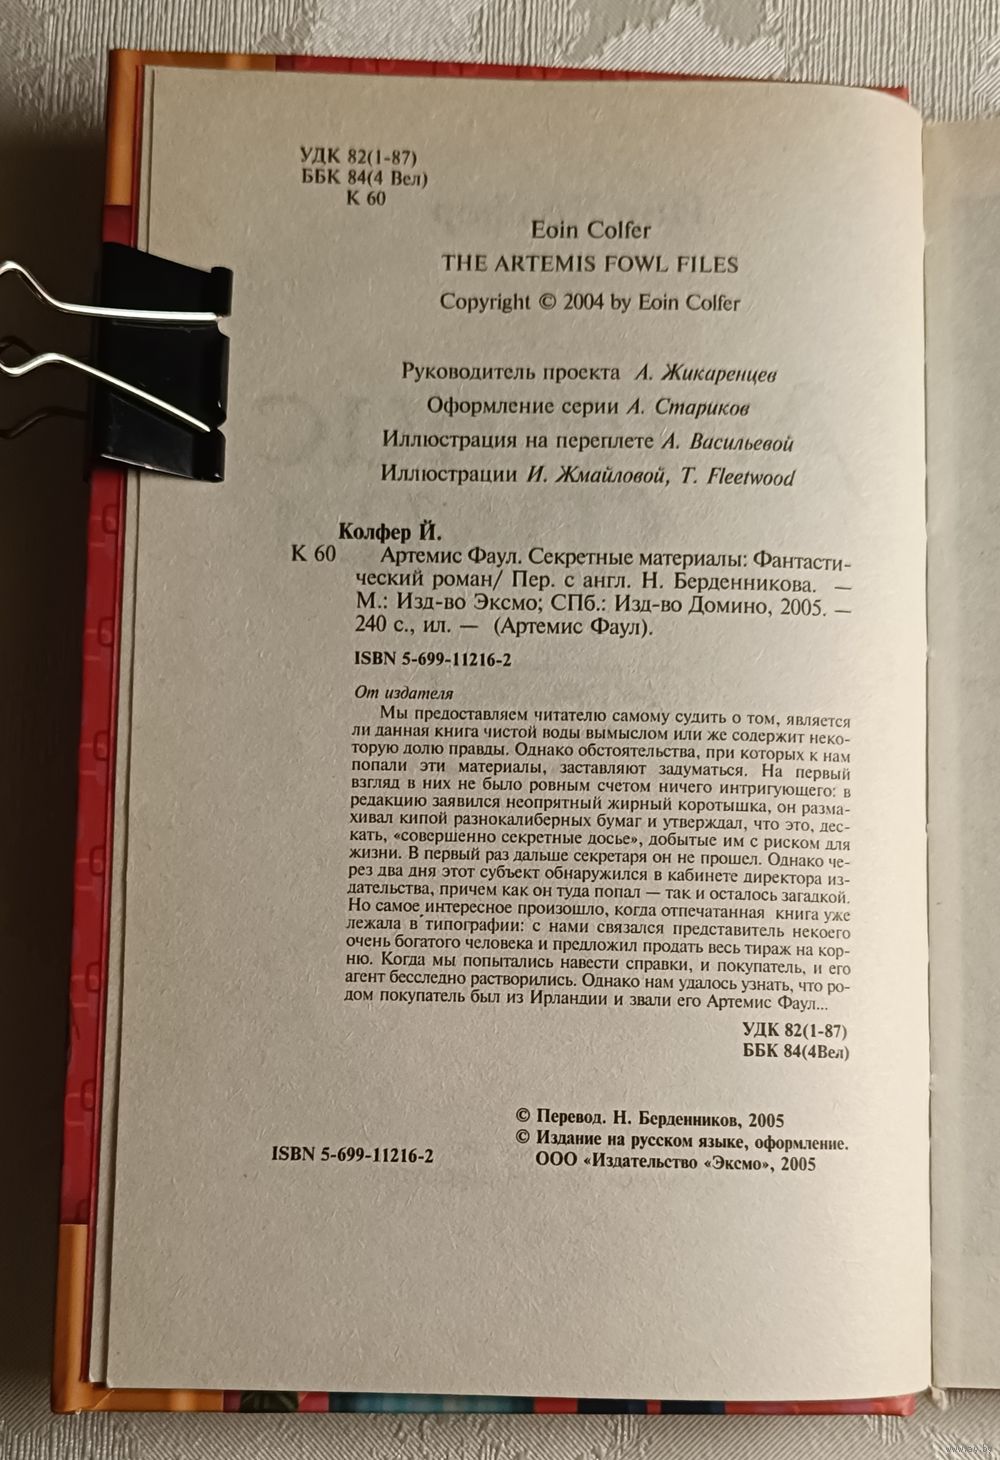 УДК 82(1-87)
ББК 84(4 Вел)
К 60
Eoin Colfer
THE ARTEMIS FOWL FILES
Copyright © 2004 by Eoin Colfer
Руководитель проекта А. Жикаренцев
Оформление серии А. Стариков
Иллюстрация на переплете А. Васильевой
Иллюстрации И. Жмайловой, T. Fleetwood
Колфер Й.
К 60 Артемис Фаул. Секретные материалы: Фантасти-
ческий роман/ Пер. с англ. Н. Берденникова. —
М.: Изд-во Эксмо; СПб.: Изд-во Домино, 2005. —
240 с., ил. — (Артемис Фаул).
ISBN 5-699-11216-2
От издателя
Мы предоставляем читателю самому судить о том, является
ли данная книга чистой воды вымыслом или же содержит неко-
торую долю правды. Однако обстоятельства, при которых к нам
попали эти материалы, заставляют задуматься. На первый
взгляд в них не было ровным счетом ничего интригующего: в
редакцию заявился неопрятный жирный коротышка, он разма-
хивал кипой разнокалиберных бумаг и утверждал, что это, дес-
кать, «совершенно секретные досье», добытые им с риском для
жизни. В первый раз дальше секретаря он не прошел. Однако че-
рез два дня этот субъект обнаружился в кабинете директора из-
дательства, причем как он туда попал — так и осталось загадкой.
Но самое интересное произошло, когда отпечатанная книга уже
лежала в типографии: с нами связался представитель некоего
очень богатого человека и предложил продать весь тираж на кор-
ню. Когда мы попытались навести справки, и покупатель, и его
агент бесследно растворились. Однако нам удалось узнать, что ро-
дом покупатель был из Ирландии и звали его Артемис Фаул...
УДК 82(1-87)
ББК 84(4Вел)
© Перевод. Н. Берденников, 2005
© Издание на русском языке, оформление.
ООО «Издательство «Эксмо», 2005
ISBN 5-699-11216-2